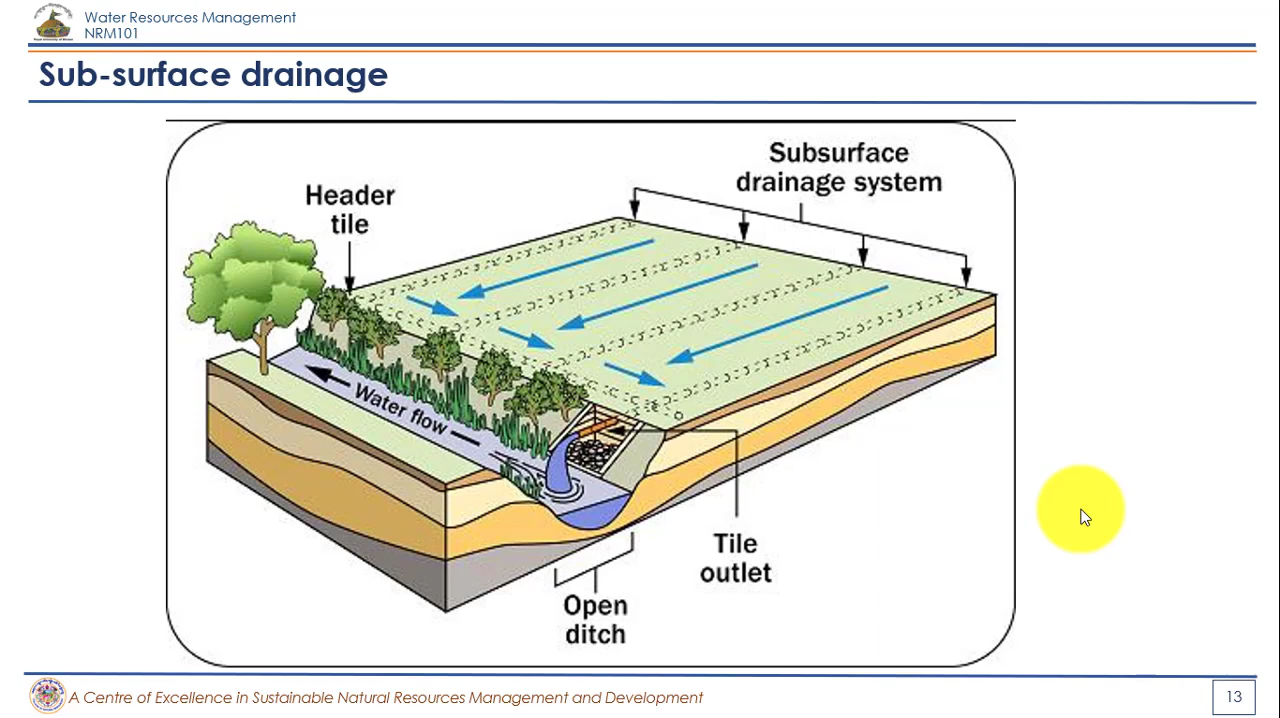 Water Resources Management
NRM101
Sub-surface drainage
Subsurface
drainage system
Header
tile
Water flow
Tile
outlet
Open
ditch
A Centre of Excellence in Sustainable Natural Resources Management and Development
13